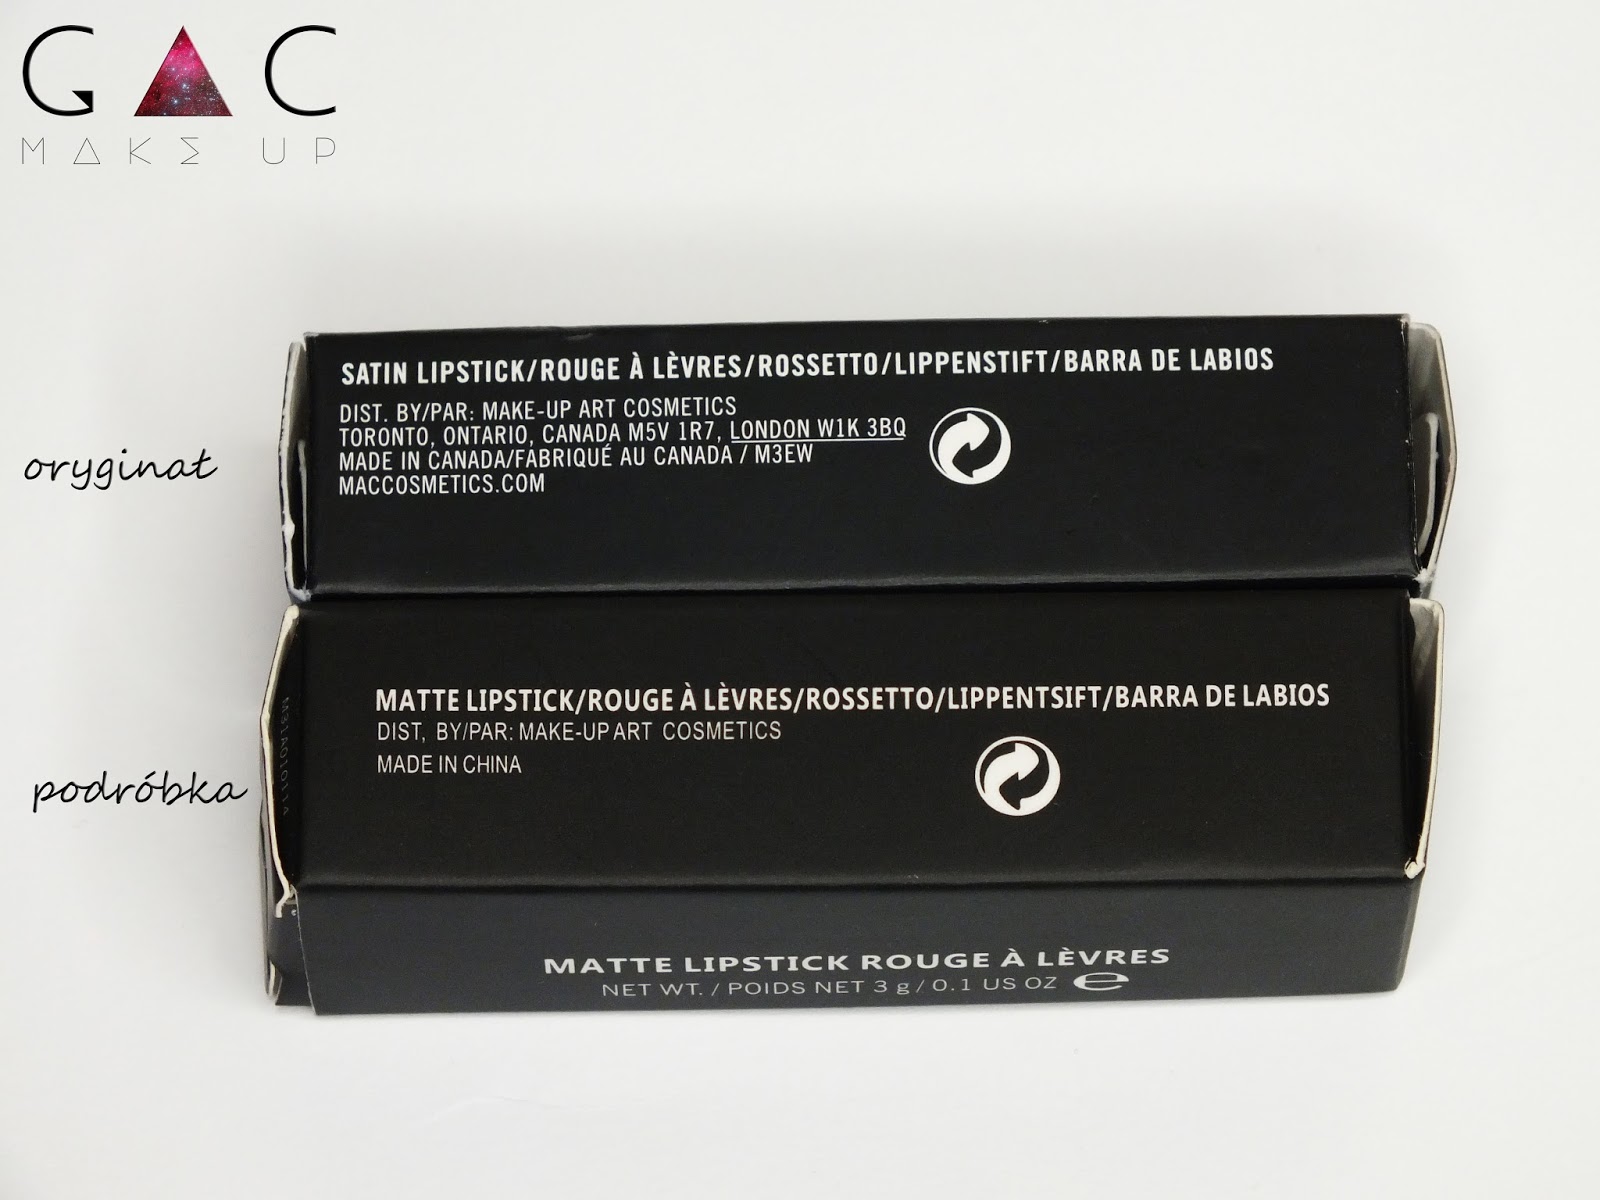 GAC
MAKE UP
SATIN LIPSTICK/ROUGE À LÈVRES/ROSSETTO/LIPPENSTIFT/BARRA DE LABIOS
DIST. BY/PAR: MAKE-UP ART COSMETICS
TORONTO, ONTARIO, CANADA M5V 1R7, LONDON W1K 3BQ
MADE IN CANADA/FABRIQUÉ AU CANADA / M3EW
MACCOSMETICS.COM
oryginał
MATTE LIPSTICK/ROUGE À LÈVRES/ROSSETTO/LIPPENTSIFT/BARRA DE LABIOS
DIST, BY/PAR: MAKE-UP ART COSMETICS
MADE IN CHINA
podróbka
MATTE LIPSTICK ROUGE À LÈVRES
NET WT. / POIDS NET 3 g / 0.1 US OZ e